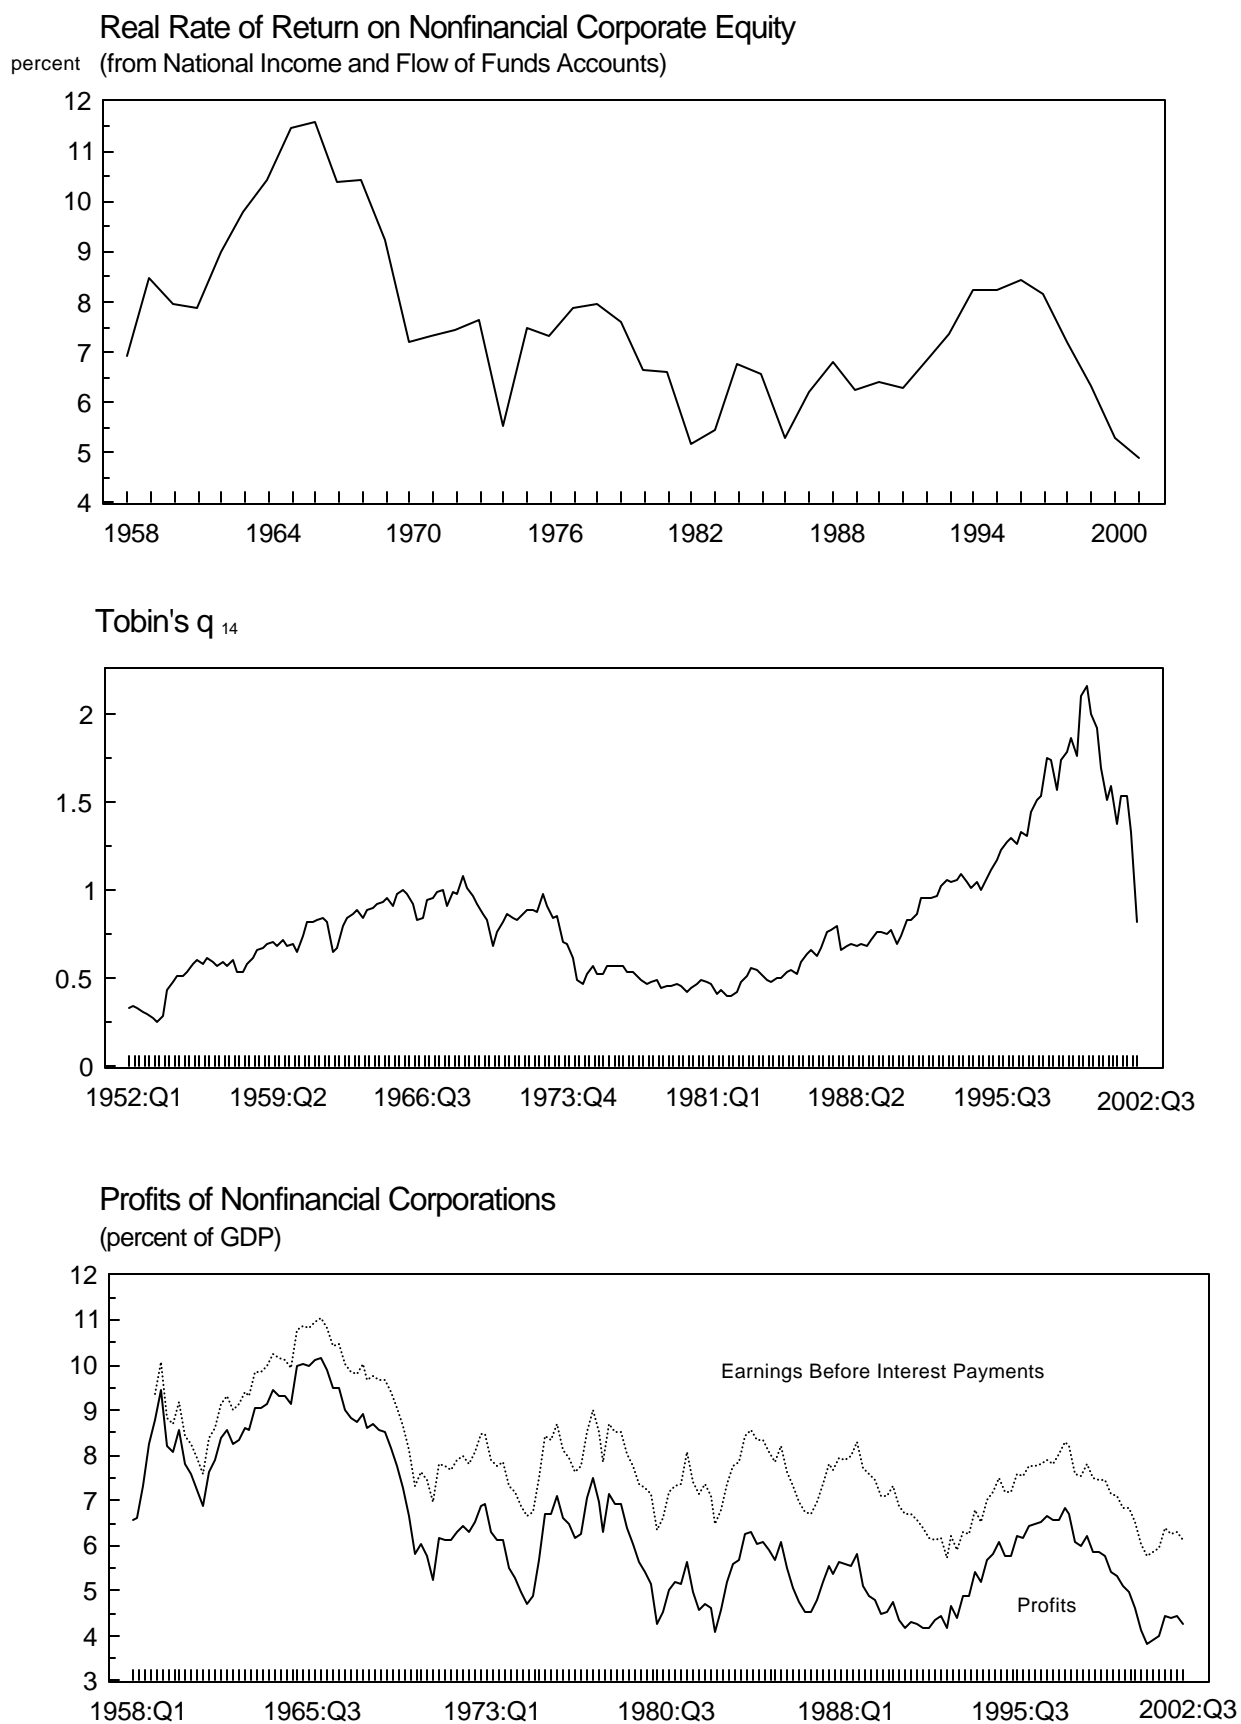 Real Rate of Return on Nonfinancial Corporate Equity
percent (from National Income and Flow of Funds Accounts)
12
11
10
9
8
7
6
5
4
1958 1964 1970 1976 1982 1988 1994 2000
Tobin's q 14
2
1.5
1
0.5
0
1952:Q1 1959:Q2 1966:Q3 1973:Q4 1981:Q1 1988:Q2 1995:Q3 2002:Q3
Profits of Nonfinancial Corporations
(percent of GDP)
12
11
10
9
8
7
6
5
4
3
Earnings Before Interest Payments
Profits
1958:Q1 1965:Q3 1973:Q1 1980:Q3 1988:Q1 1995:Q3 2002:Q3